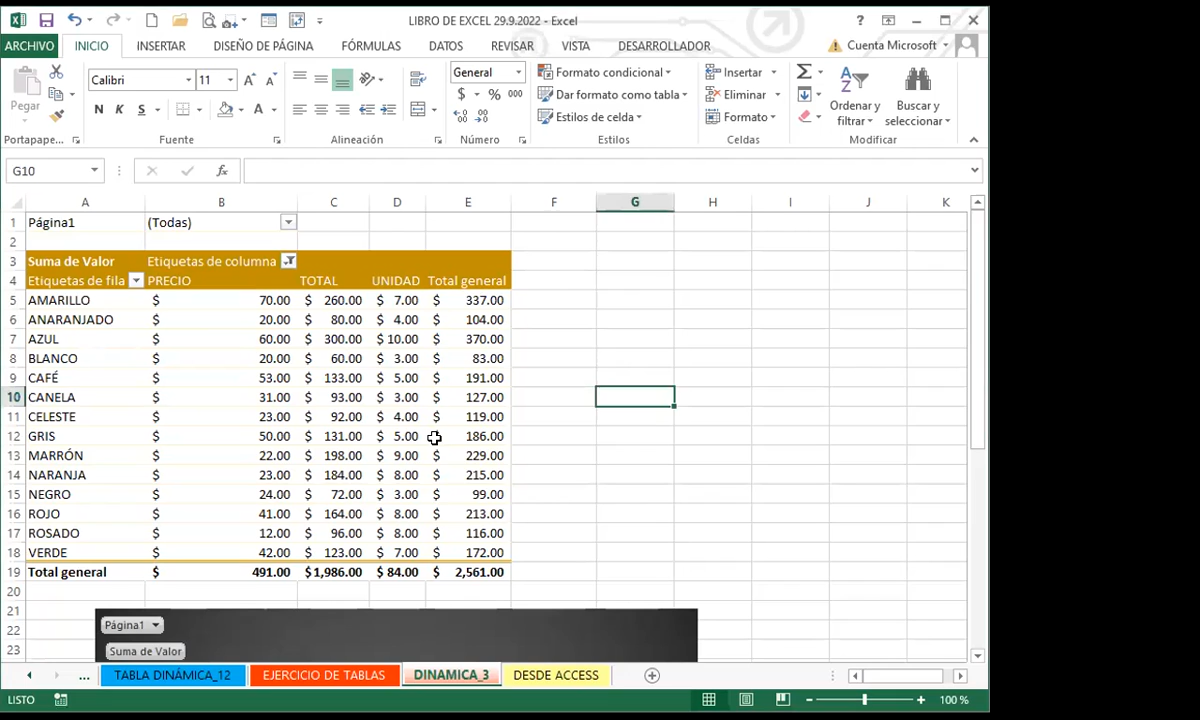 LIBRO DE EXCEL 29.9.2022 - Excel
ARCHIVO INICIO INSERTAR DISEÑO DE PÁGINA FÓRMULAS DATOS REVISAR VISTA DESARROLLADOR Cuenta Microsoft
Pegar
Calibri 11
N K S
General
$ % 000
Formato condicional
Dar formato como tabla
Estilos de celda
Insertar
Eliminar
Formato
Ordenar y filtrar
Buscar y seleccionar
Portapape... Fuente Alineación Número Estilos Celdas Modificar
G10
fx
A B C D E F G H I J K
1 Página1 (Todas)
2
3 Suma de Valor Etiquetas de columna
4 Etiquetas de fila PRECIO TOTAL UNIDAD Total general
5 AMARILLO $ 70.00 $ 260.00 $ 7.00 $ 337.00
6 ANARANJADO $ 20.00 $ 80.00 $ 4.00 $ 104.00
7 AZUL $ 60.00 $ 300.00 $ 10.00 $ 370.00
8 BLANCO $ 20.00 $ 60.00 $ 3.00 $ 83.00
9 CAFÉ $ 53.00 $ 133.00 $ 5.00 $ 191.00
10 CANELA $ 31.00 $ 93.00 $ 3.00 $ 127.00
11 CELESTE $ 23.00 $ 92.00 $ 4.00 $ 119.00
12 GRIS $ 50.00 $ 131.00 $ 5.00 $ 186.00
13 MARRÓN $ 22.00 $ 198.00 $ 9.00 $ 229.00
14 NARANJA $ 23.00 $ 184.00 $ 8.00 $ 215.00
15 NEGRO $ 24.00 $ 72.00 $ 3.00 $ 99.00
16 ROJO $ 41.00 $ 164.00 $ 8.00 $ 213.00
17 ROSADO $ 12.00 $ 96.00 $ 8.00 $ 116.00
18 VERDE $ 42.00 $ 123.00 $ 7.00 $ 172.00
19 Total general $ 491.00 $ 1,986.00 $ 84.00 $ 2,561.00
20
21
22 Página1
23 Suma de Valor
... TABLA DINÁMICA_12 EJERCICIO DE TABLAS DINAMICA_3 DESDE ACCESS
LISTO 100 %